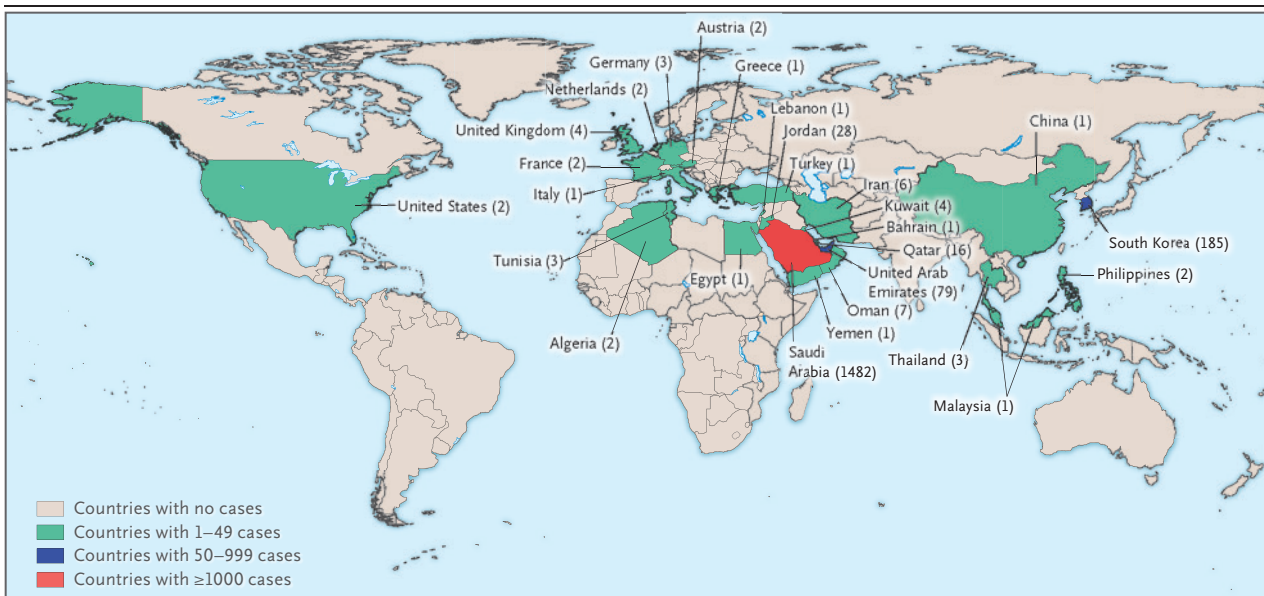 Austria (2)
Germany (3)
Greece (1)
Netherlands (2)
Lebanon (1)
United Kingdom (4)
Jordan (28)
China (1)
France (2)
Turkey (1)
Italy (1)
Iran (6)
United States (2)
Kuwait (4)
Bahrain (1)
South Korea (185)
Qatar (16)
Tunisia (3)
Egypt (1)
United Arab
Emirates (79)
Philippines (2)
Oman (7)
Yemen (1)
Algeria (2)
Saudi
Arabia (1482)
Thailand (3)
Malaysia (1)
Countries with no cases
Countries with 1–49 cases
Countries with 50–999 cases
Countries with ≥1000 cases